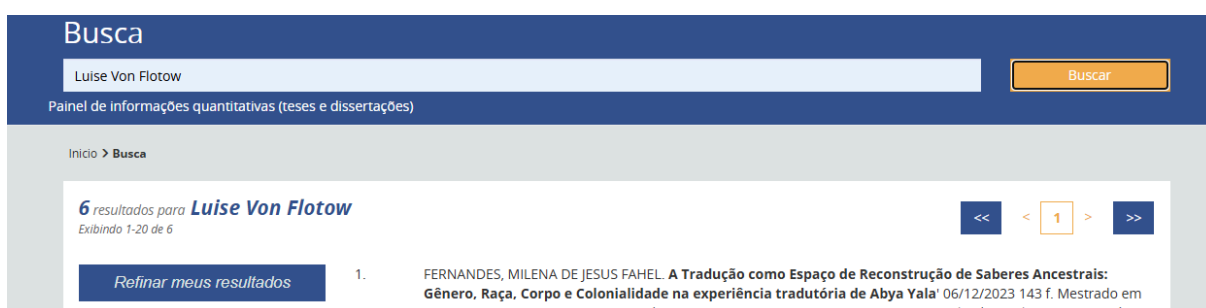 Busca
Luise Von Flotow
Buscar
Painel de informações quantitativas (teses e dissertações)
Inicio > Busca
6 resultados para Luise Von Flotow
Exibindo 1-20 de 6
<< < 1 > >>
Refinar meus resultados
1. FERNANDES, MILENA DE JESUS FAHEL. A Tradução como Espaço de Reconstrução de Saberes Ancestrais:
Gênero, Raça, Corpo e Colonialidade na experiência tradutória de Abya Yala' 06/12/2023 143 f. Mestrado em